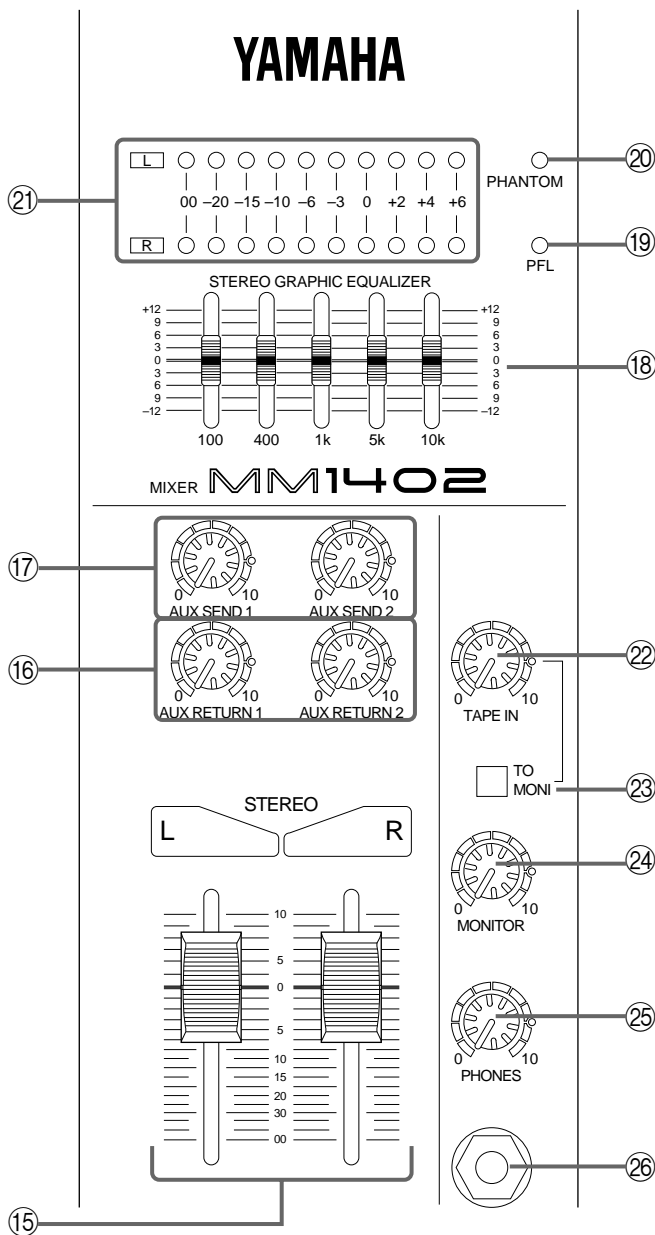 YAMAHA
L
00 –20 –15 –10 –6 –3 0 +2 +4 +6
R
㉑
PHANTOM ⑳
PFL ⑲
STEREO GRAPHIC EQUALIZER
+12 +12
9 9
6 6
3 3
0 0
3 3
6 6
9 9
–12 –12
⑱
100 400 1k 5k 10k
MIXER MM1402
⑰
0 10 0 10
AUX SEND 1 AUX SEND 2
⑯
0 10 0 10
AUX RETURN 1 AUX RETURN 2
㉒
0 10
TAPE IN
TO
MONI ㉓
STEREO
L R
㉔
0 10
MONITOR
10
5
0
5
10
15
20
30
00
㉕
0 10
PHONES
㉖
⑮